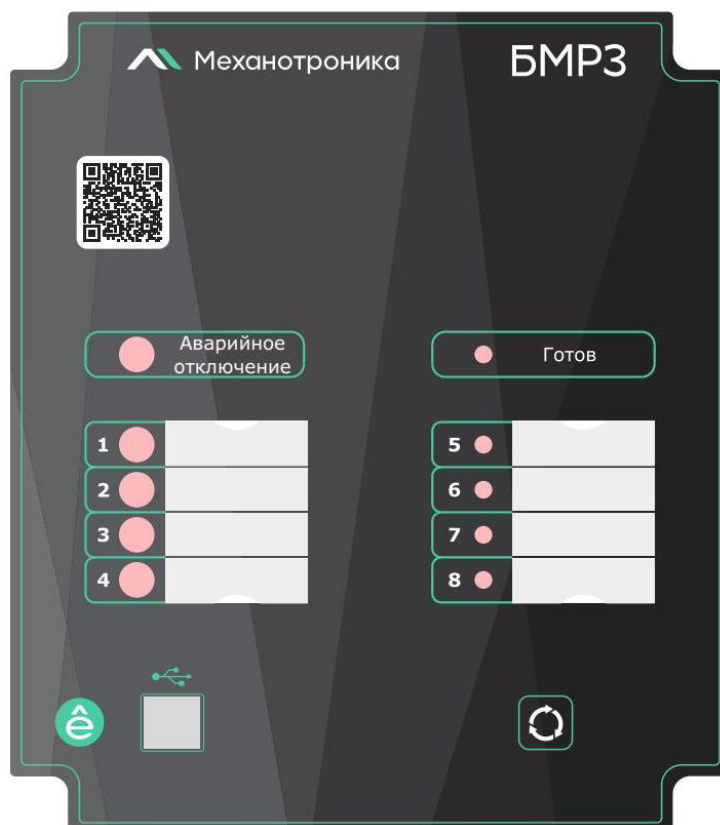 Механотроника
БМРЗ
Аварийное
отключение
Готов
1
2
3
4
5
6
7
8
ê